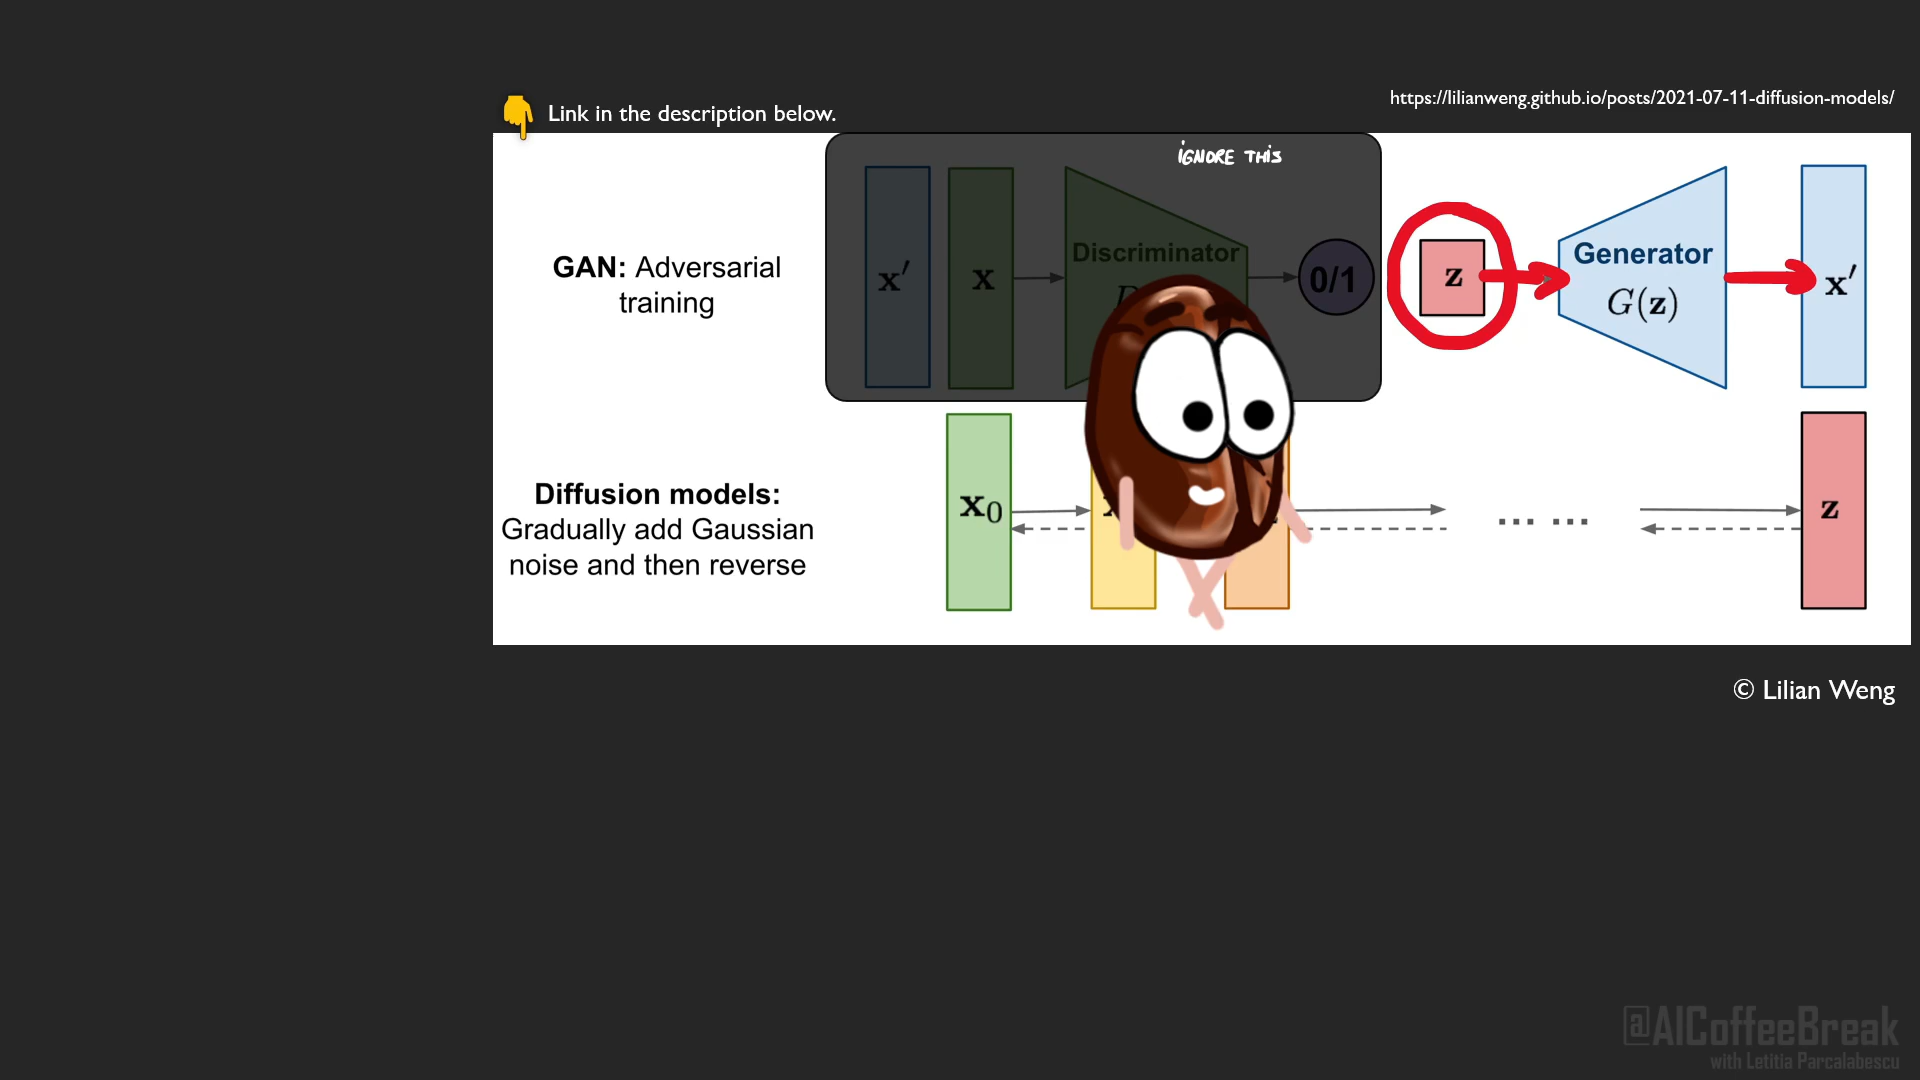 https://lilianweng.github.io/posts/2021-07-11-diffusion-models/
Link in the description below.
IGNORE THIS
GAN: Adversarial
training
x′
x
Discriminator
0/1
z
Generator
G(z)
x′
Diffusion models:
Gradually add Gaussian
noise and then reverse
x₀
... ...
z
© Lilian Weng
@AICoffeeBreak
with Letitia Parcalabescu